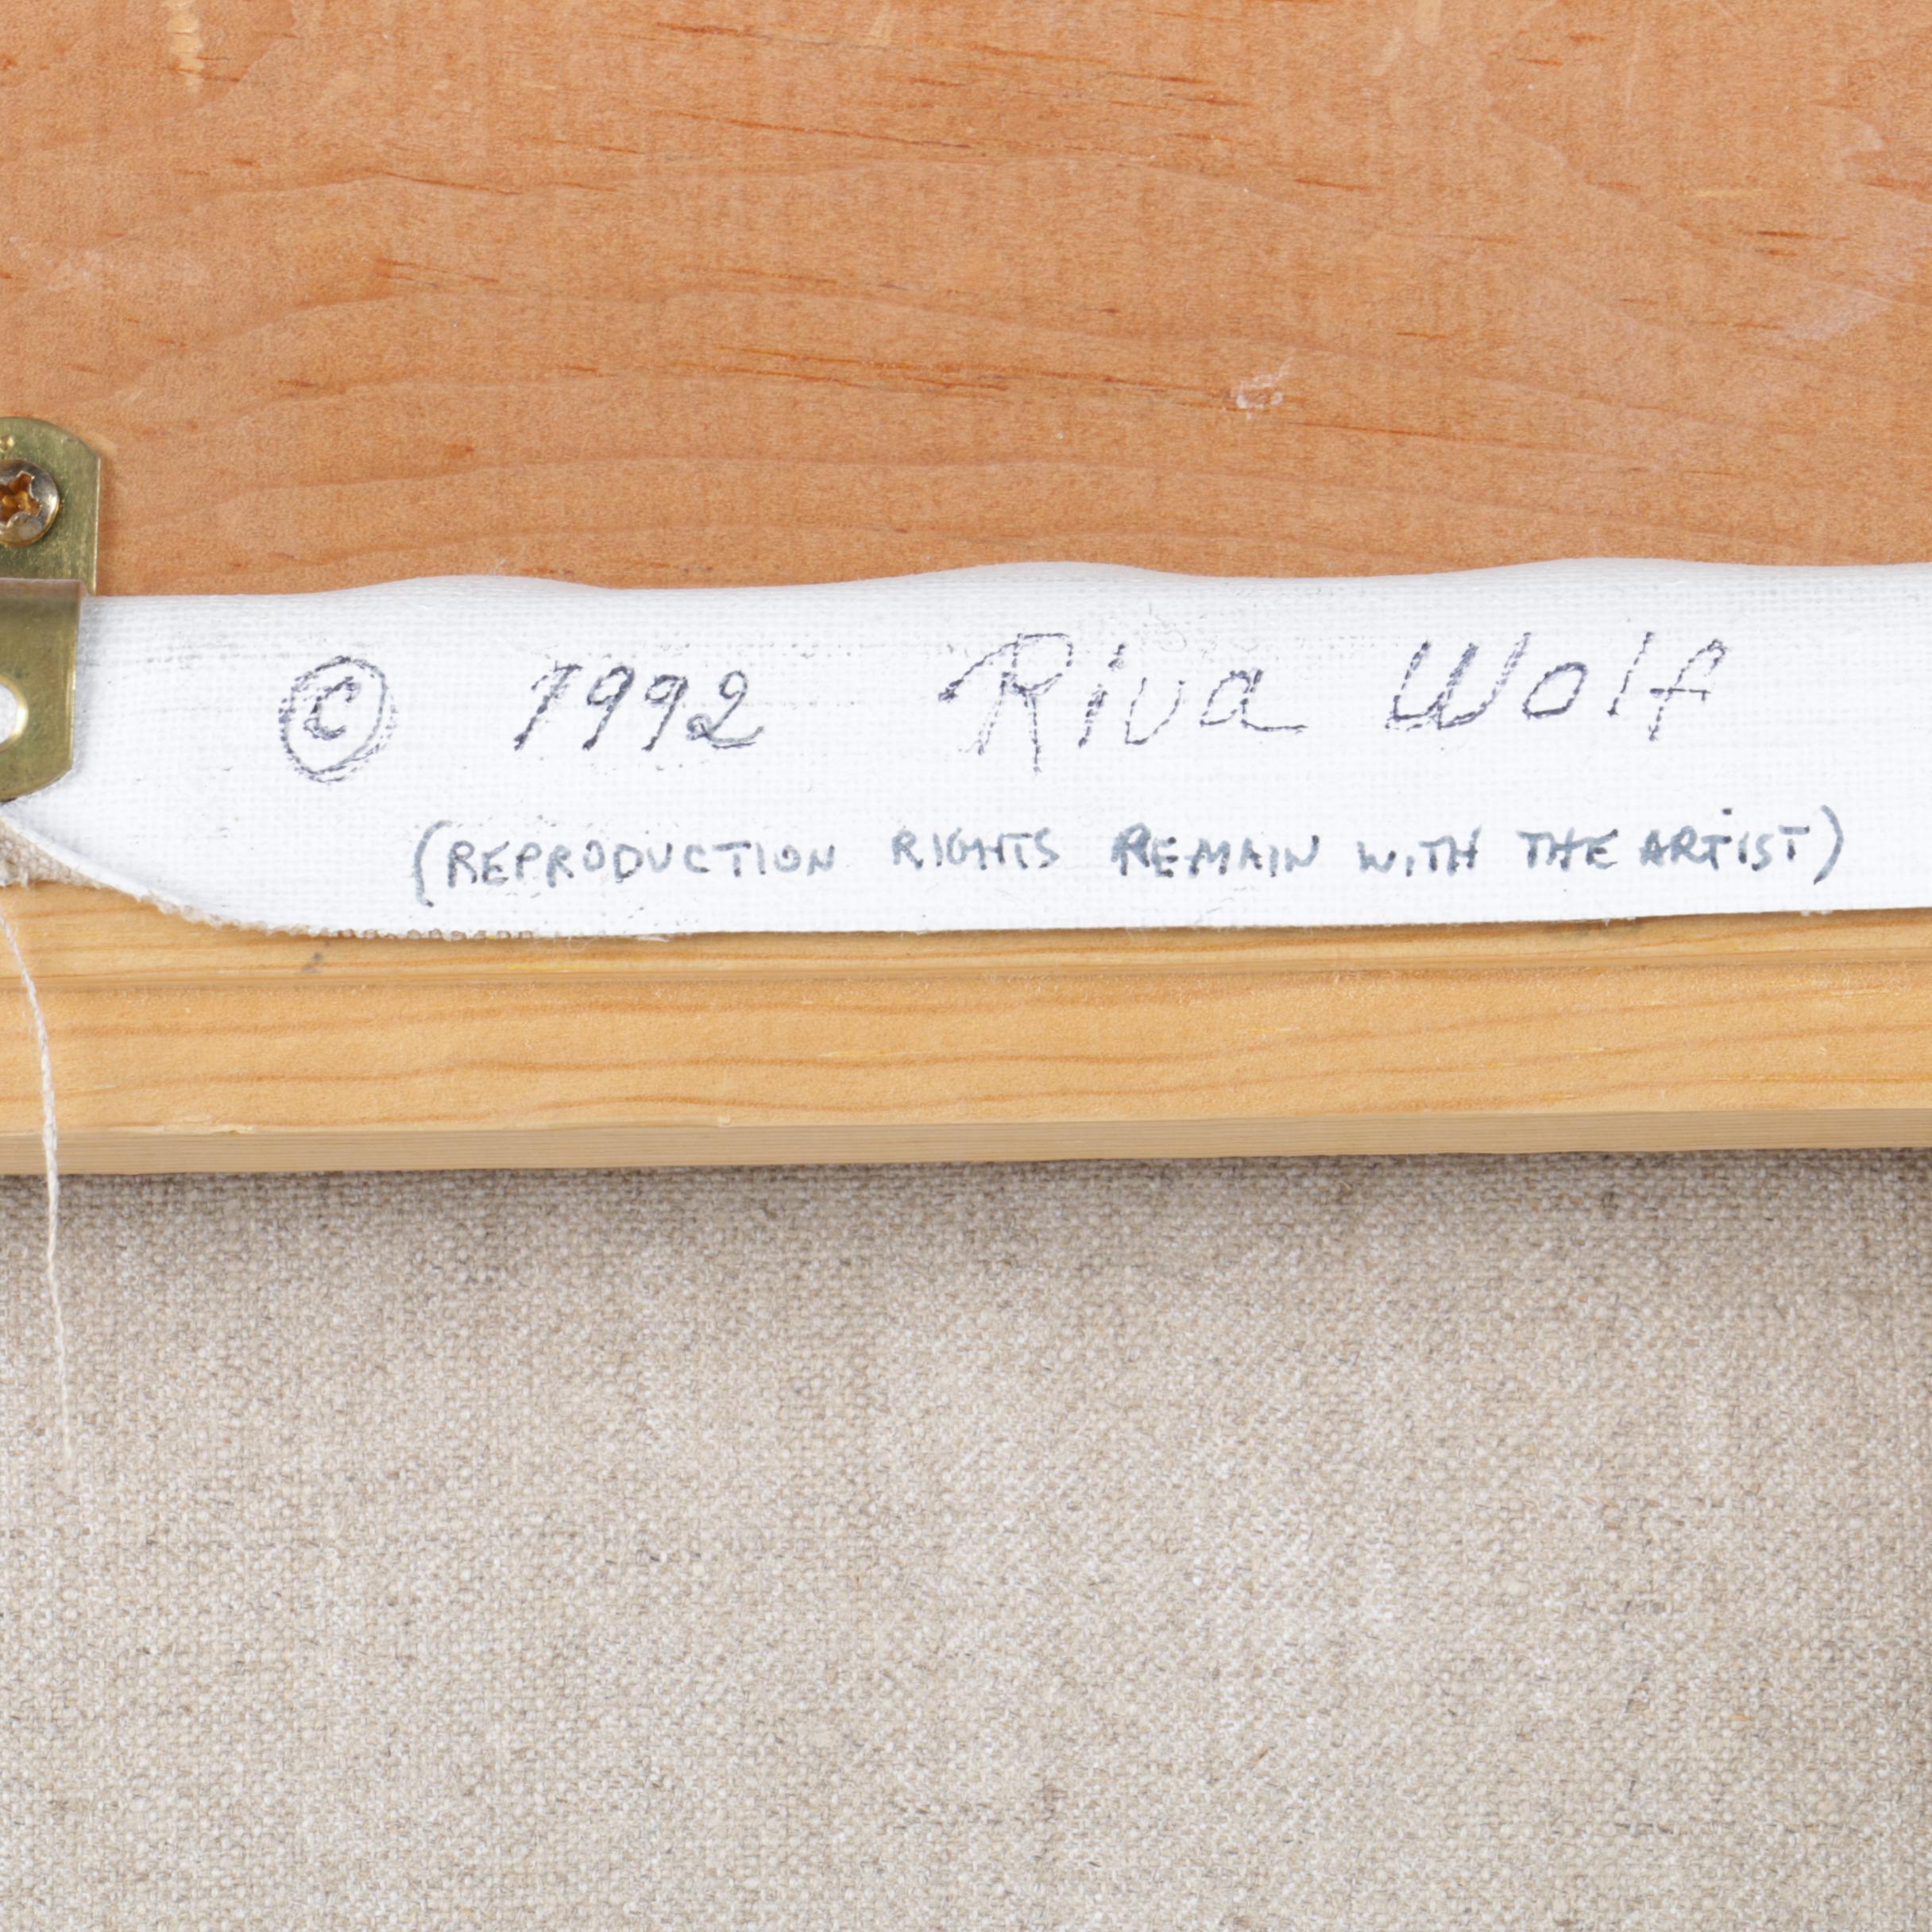 © 1992 Riva Wolf
(REPRODUCTION RIGHTS REMAIN WITH THE ARTIST)